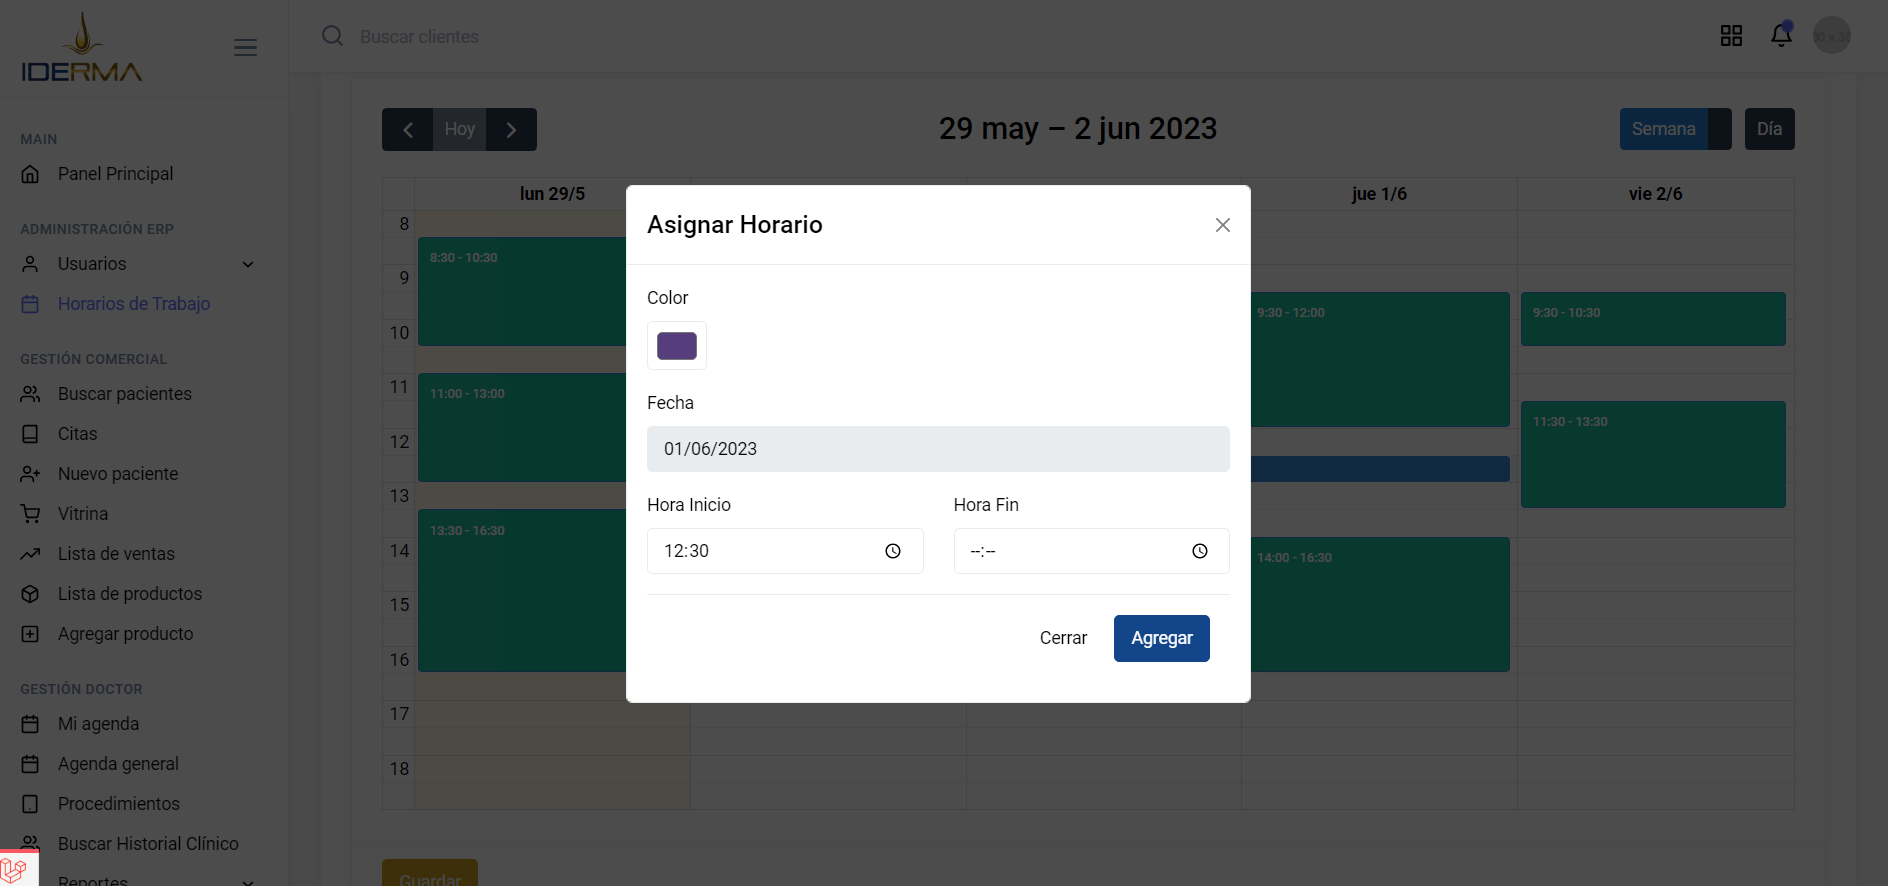 IDERMA
Buscar clientes
MAIN
Panel Principal
ADMINISTRACIÓN ERP
Usuarios
Horarios de Trabajo
GESTIÓN COMERCIAL
Buscar pacientes
Citas
Nuevo paciente
Vitrina
Lista de ventas
Lista de productos
Agregar producto
GESTIÓN DOCTOR
Mi agenda
Agenda general
Procedimientos
Buscar Historial Clínico
Reportes
Hoy
29 may – 2 jun 2023
Semana
Día
lun 29/5
jue 1/6
vie 2/6
8
9
10
11
12
13
14
15
16
17
18
8:30 - 10:30
11:00 - 13:00
13:30 - 16:30
9:30 - 12:00
14:00 - 16:30
9:30 - 10:30
11:30 - 13:30
Asignar Horario
Color
Fecha
01/06/2023
Hora Inicio
Hora Fin
12:30
--:--
Cerrar
Agregar
Guardar